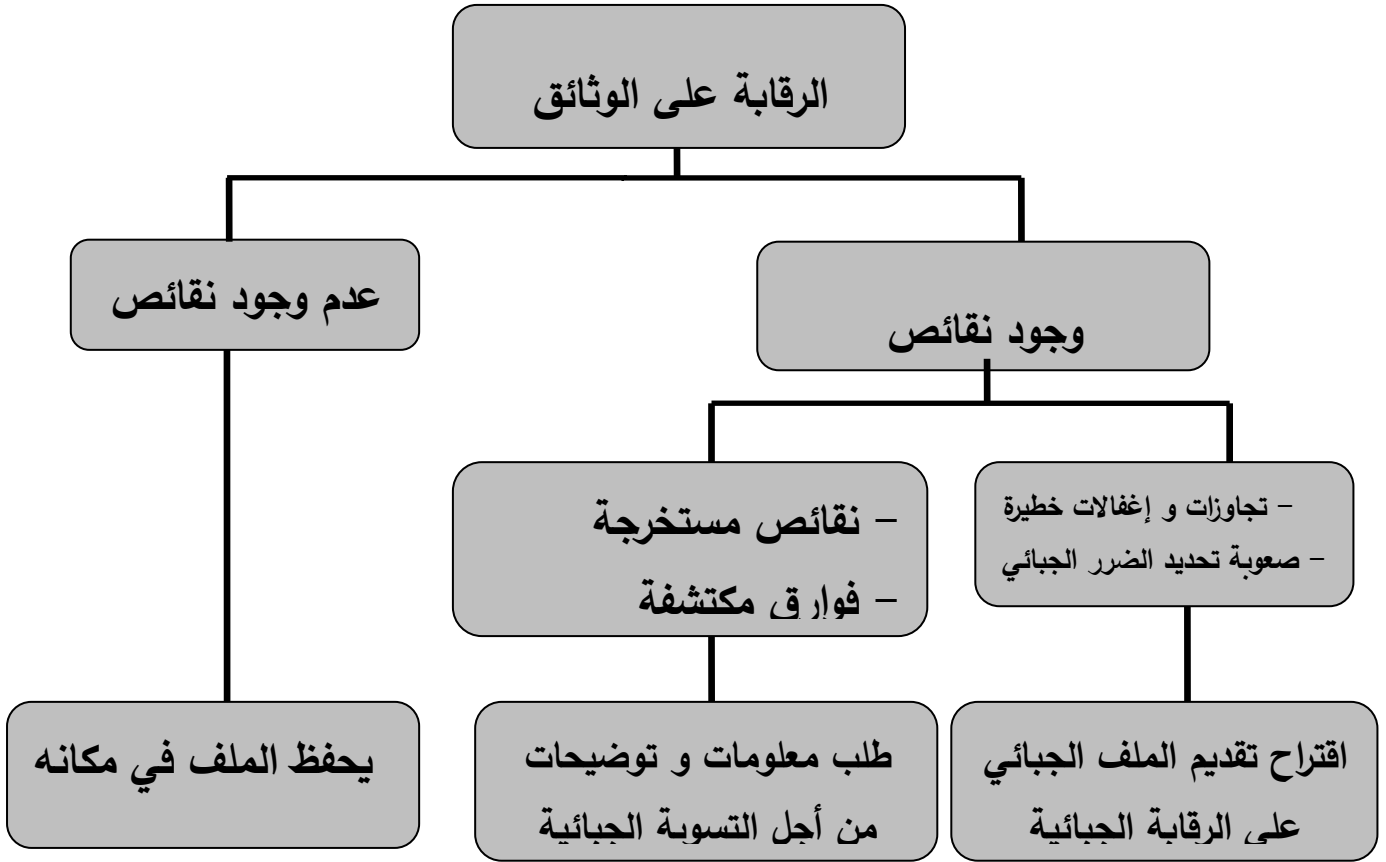 الرقابة على الوثائق
وجود نقائص
عدم وجود نقائص
– تجاوزات و إغفالات خطيرة
– صعوبة تحديد الضرر الجبائي
– نقائص مستخرجة
– فوارق مكتشفة
اقتراح تقديم الملف الجبائي
على الرقابة الجبائية
طلب معلومات و توضيحات
من أجل التسوية الجبائية
يحفظ الملف في مكانه